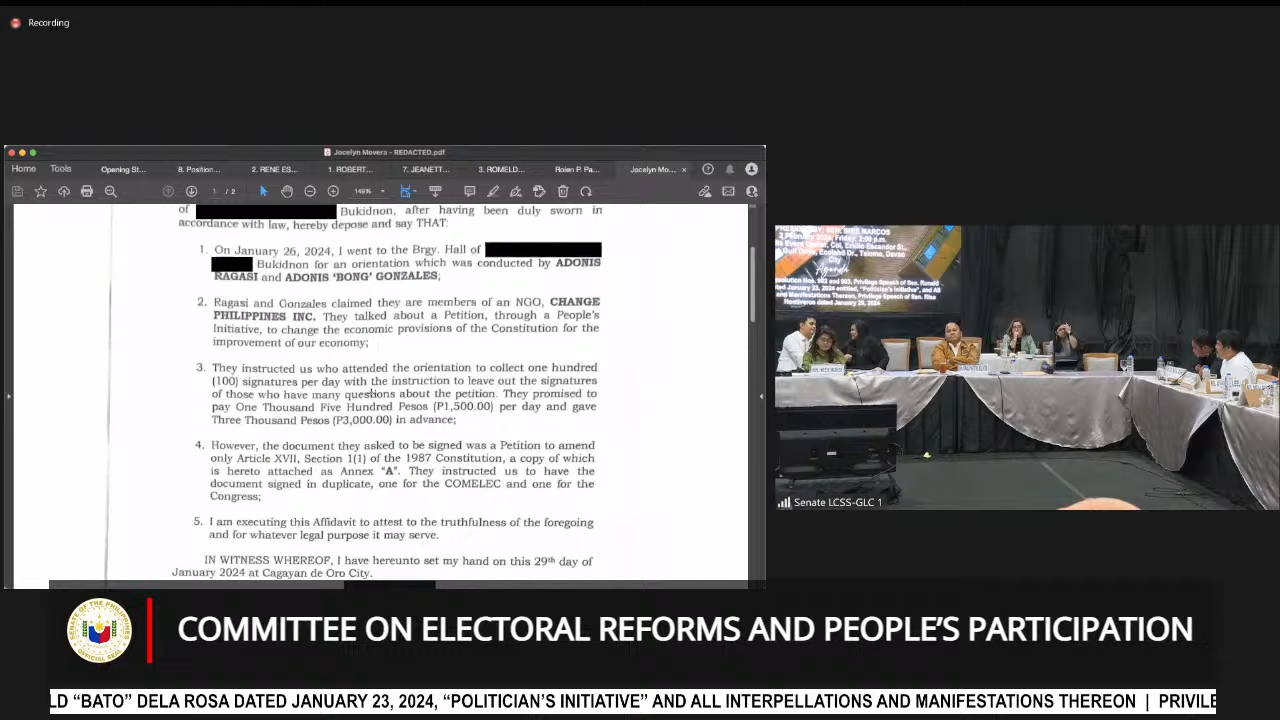 Recording
Jocelyn Movera - REDACTED.pdf
Home Tools Opening St... 8. Position... 2. RENE ES... 1. ROBERT... 7. JEANETT... 3. ROMELD... Rolen P. Pa... Jocelyn Mo... ×
1 / 2 149%
of Bukidnon, after having been duly sworn in
accordance with law, hereby depose and say THAT:
1. On January 26, 2024, I went to the Brgy. Hall of
Bukidnon for an orientation which was conducted by ADONIS
RAGASI and ADONIS 'BONG' GONZALES;
2. Ragasi and Gonzales claimed they are members of an NGO, CHANGE
PHILIPPINES INC. They talked about a Petition, through a People's
Initiative, to change the economic provisions of the Constitution for the
improvement of our economy;
3. They instructed us who attended the orientation to collect one hundred
(100) signatures per day with the instruction to leave out the signatures
of those who have many questions about the petition. They promised to
pay One Thousand Five Hundred Pesos (P1,500.00) per day and gave
Three Thousand Pesos (P3,000.00) in advance;
4. However, the document they asked to be signed was a Petition to amend
only Article XVII, Section 1(1) of the 1987 Constitution, a copy of which
is hereto attached as Annex "A". They instructed us to have the
document signed in duplicate, one for the COMELEC and one for the
Congress;
5. I am executing this Affidavit to attest to the truthfulness of the foregoing
and for whatever legal purpose it may serve.
IN WITNESS WHEREOF, I have hereunto set my hand on this 29th day of
January 2024 at Cagayan de Oro City.
Agenda
Senate LCSS-GLC 1
SENATE OF THE PHILIPPINES
OFFICIAL SEAL
COMMITTEE ON ELECTORAL REFORMS AND PEOPLE'S PARTICIPATION
LD "BATO" DELA ROSA DATED JANUARY 23, 2024, "POLITICIAN'S INITIATIVE" AND ALL INTERPELLATIONS AND MANIFESTATIONS THEREON | PRIVILE